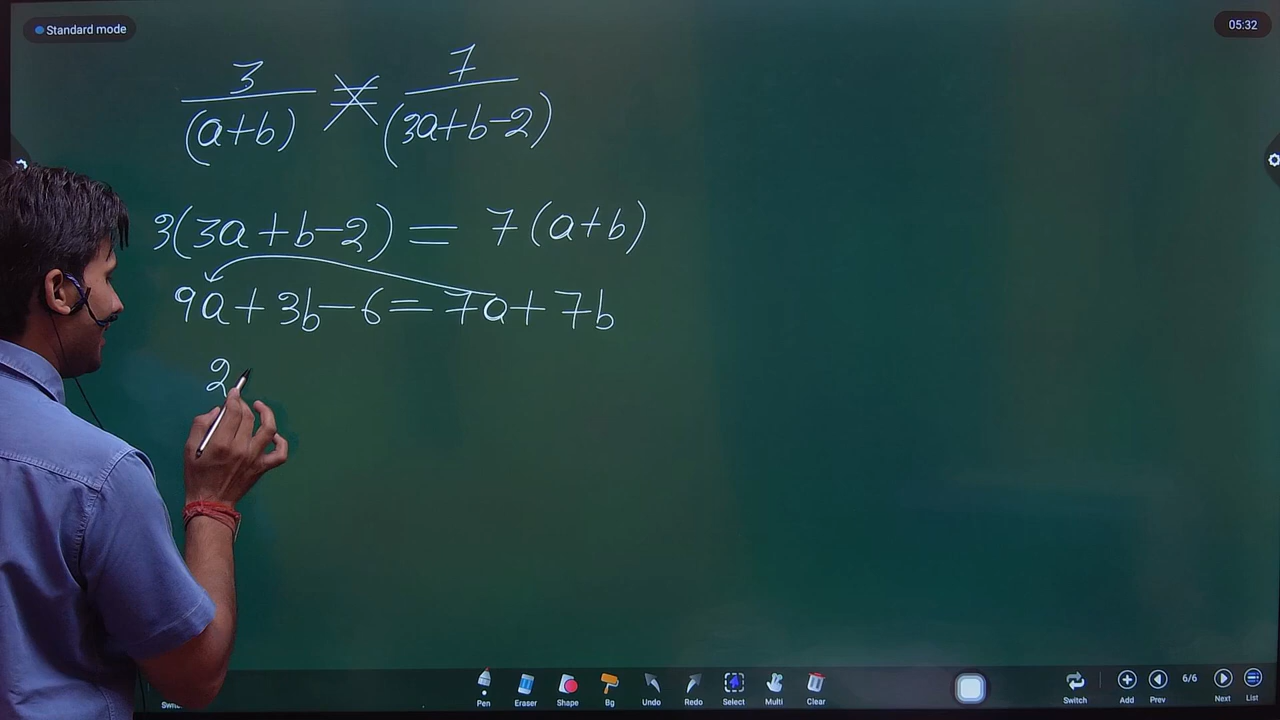 Standard mode
05:32
3/(a+b) = 7/(3a+b-2)
3(3a+b-2) = 7(a+b)
9a+3b-6=7a+7b
2
Pen Eraser Shape Bg Undo Redo Select Multi Clear Switch Add Prev 6/6 Next List